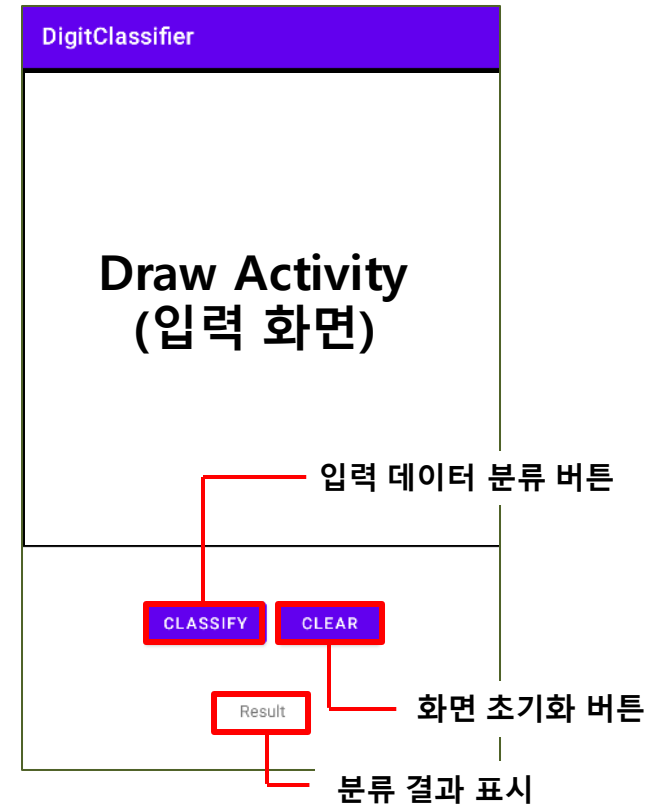 DigitClassifier
Draw Activity
(입력 화면)
입력 데이터 분류 버튼
CLASSIFY
CLEAR
화면 초기화 버튼
Result
분류 결과 표시